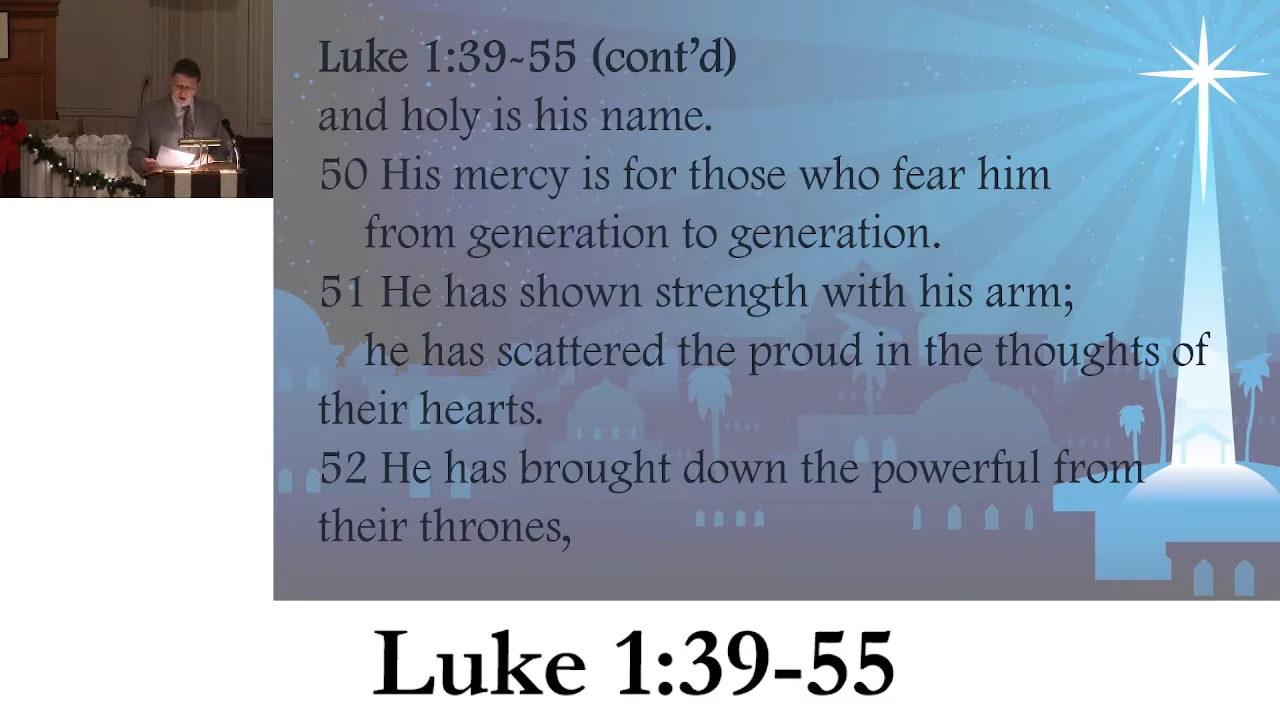 Luke 1:39-55 (cont’d)
and holy is his name.
50 His mercy is for those who fear him
from generation to generation.
51 He has shown strength with his arm;
he has scattered the proud in the thoughts of
their hearts.
52 He has brought down the powerful from
their thrones,
Luke 1:39-55